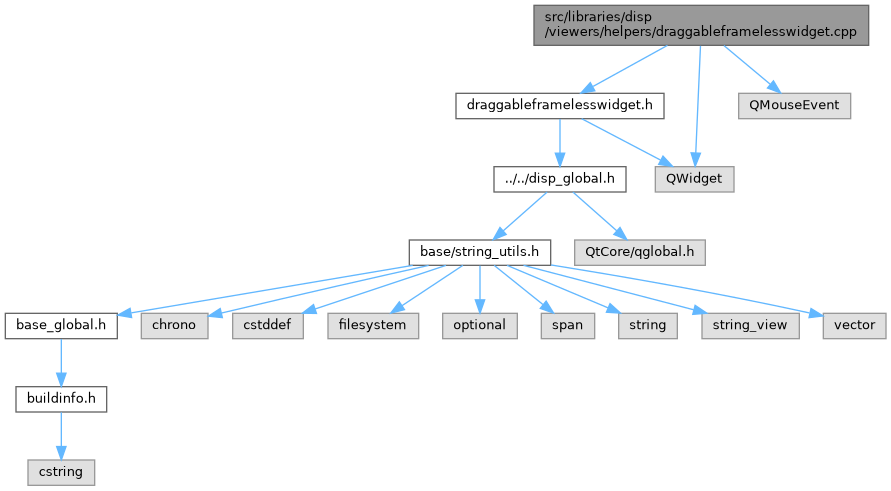 src/libraries/disp
/viewers/helpers/draggableframelesswidget.cpp
draggableframelesswidget.h
QMouseEvent
../../disp_global.h
QWidget
base/string_utils.h
QtCore/qglobal.h
base_global.h
chrono
cstddef
filesystem
optional
span
string
string_view
vector
buildinfo.h
cstring